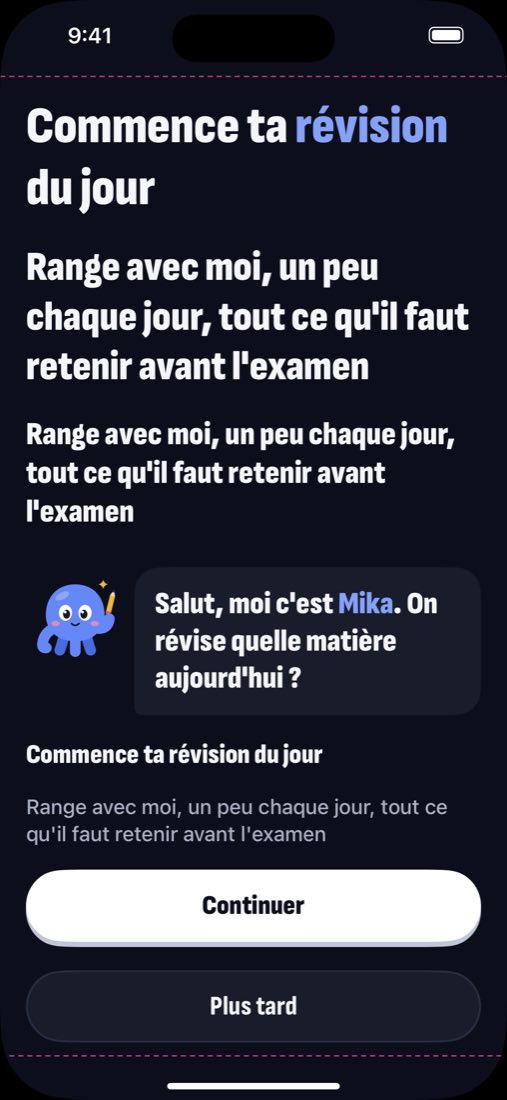 9:41
Commence ta révision
du jour
Range avec moi, un peu
chaque jour, tout ce qu'il faut
retenir avant l'examen
Range avec moi, un peu chaque jour,
tout ce qu'il faut retenir avant
l'examen
Salut, moi c'est Mika. On
révise quelle matière
aujourd'hui ?
Commence ta révision du jour
Range avec moi, un peu chaque jour, tout ce
qu'il faut retenir avant l'examen
Continuer
Plus tard